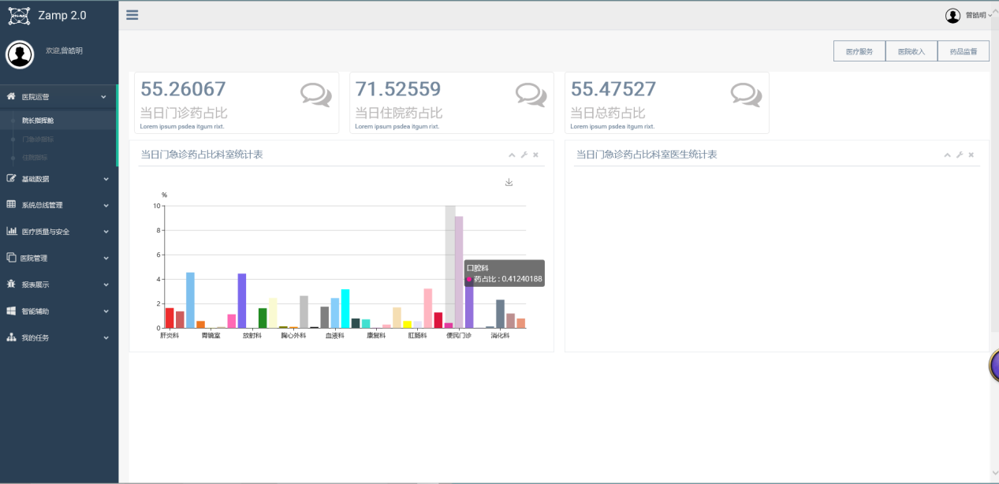 Zamp 2.0
曾皓明
欢迎,曾皓明
医疗服务
医院收入
药品监督
医院运营
院长指挥舱
门急诊指标
住院指标
基础数据
系统总线管理
医疗质量与安全
医院管理
报表展示
智能辅助
我的任务
55.26067
当日门诊药占比
Lorem ipsum psdea itgum rixt.
71.52559
当日住院药占比
Lorem ipsum psdea itgum rixt.
55.47527
当日总药占比
Lorem ipsum psdea itgum rixt.
当日门急诊药占比科室统计表
%
10
8
6
4
2
0
肝炎科
胃镜室
放射科
胸心外科
血液科
康复科
肛肠科
便民门诊
消化科
口腔科
药占比 : 0.41240188
当日门急诊药占比科室医生统计表